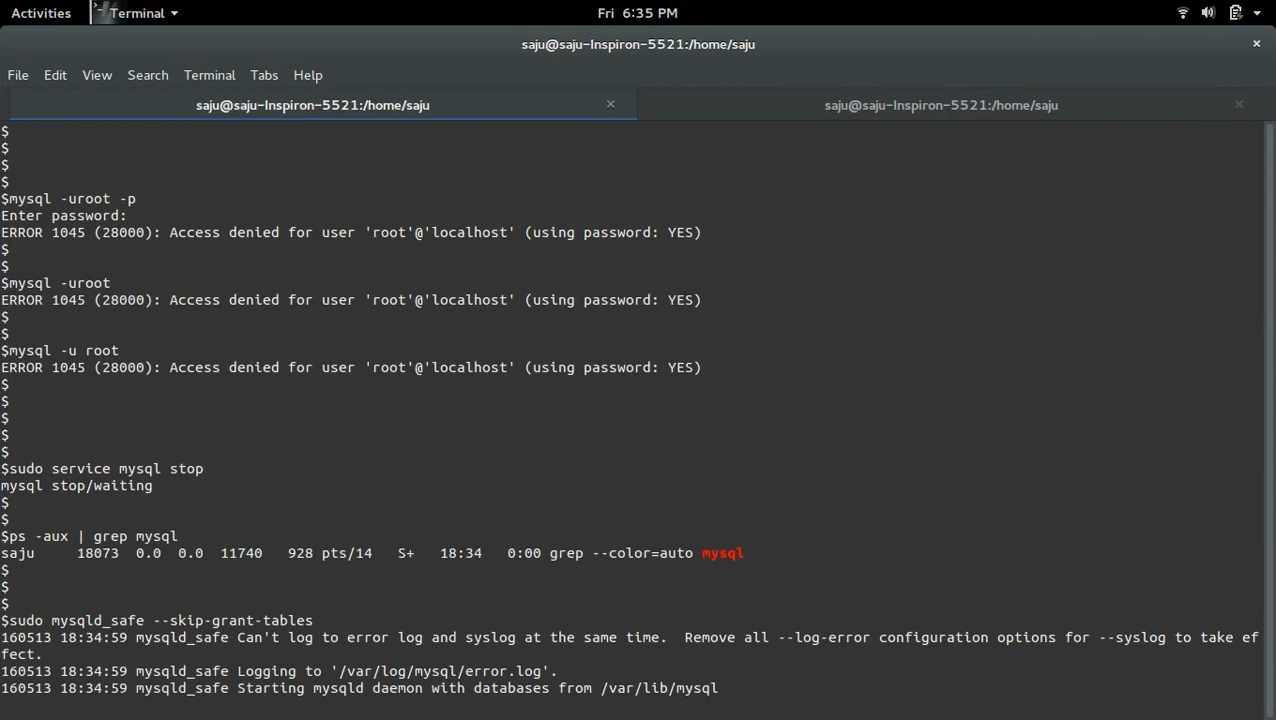 Activities Terminal Fri 6:35 PM
saju@saju-Inspiron-5521:/home/saju ×
File Edit View Search Terminal Tabs Help
saju@saju-Inspiron-5521:/home/saju × saju@saju-Inspiron-5521:/home/saju ×
$
$
$
$
$mysql -uroot -p
Enter password:
ERROR 1045 (28000): Access denied for user 'root'@'localhost' (using password: YES)
$
$
$mysql -uroot
ERROR 1045 (28000): Access denied for user 'root'@'localhost' (using password: YES)
$
$
$mysql -u root
ERROR 1045 (28000): Access denied for user 'root'@'localhost' (using password: YES)
$
$
$
$
$
$sudo service mysql stop
mysql stop/waiting
$
$
$ps -aux | grep mysql
saju     18073  0.0  0.0  11740   928 pts/14   S+   18:34   0:00 grep --color=auto mysql
$
$
$
$sudo mysqld_safe --skip-grant-tables
160513 18:34:59 mysqld_safe Can't log to error log and syslog at the same time.  Remove all --log-error configuration options for --syslog to take ef
fect.
160513 18:34:59 mysqld_safe Logging to '/var/log/mysql/error.log'.
160513 18:34:59 mysqld_safe Starting mysqld daemon with databases from /var/lib/mysql